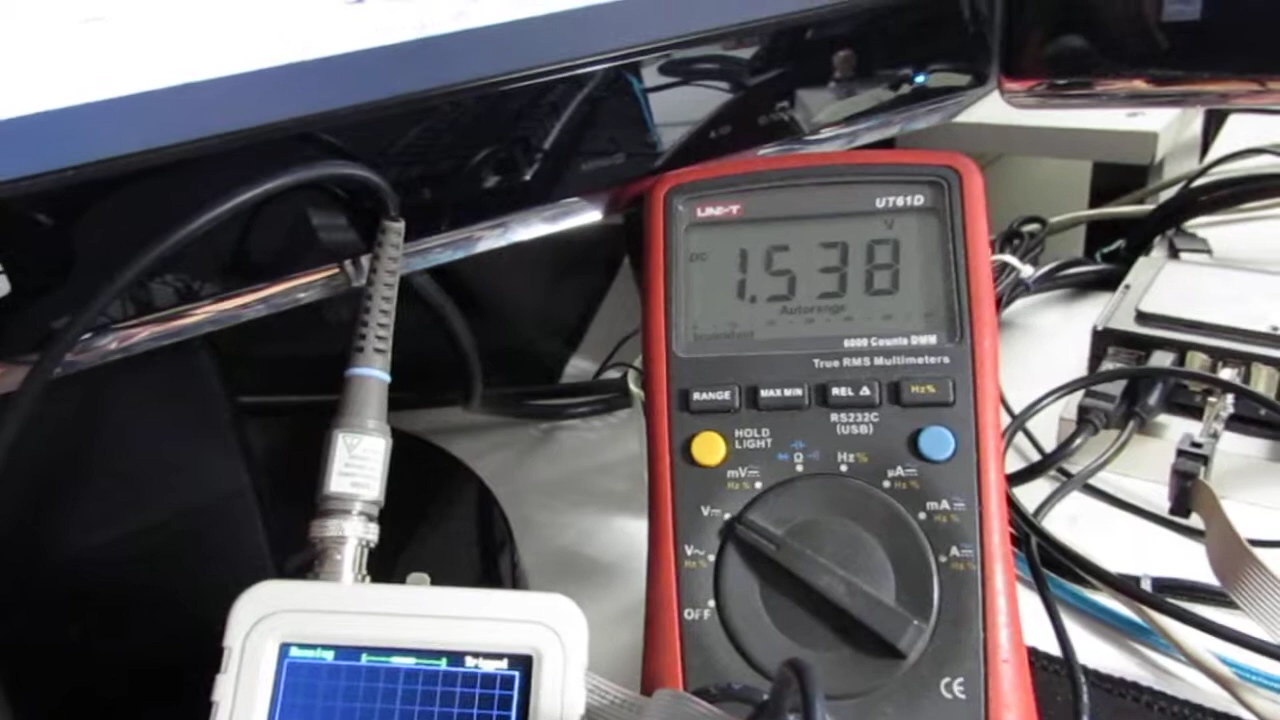 UNI-T UT61D
V
DC 1.538
Autorange
6000 Counts DMM
True RMS Multimeters
RANGE MAX MIN REL Δ Hz%
RS232C
(USB)
HOLD
LIGHT
Ω Hz%
mV⎓ Hz% µA⎓ Hz%
V⎓ mA⎓ Hz%
V~ Hz% A⎓ Hz%
OFF
CE
Running